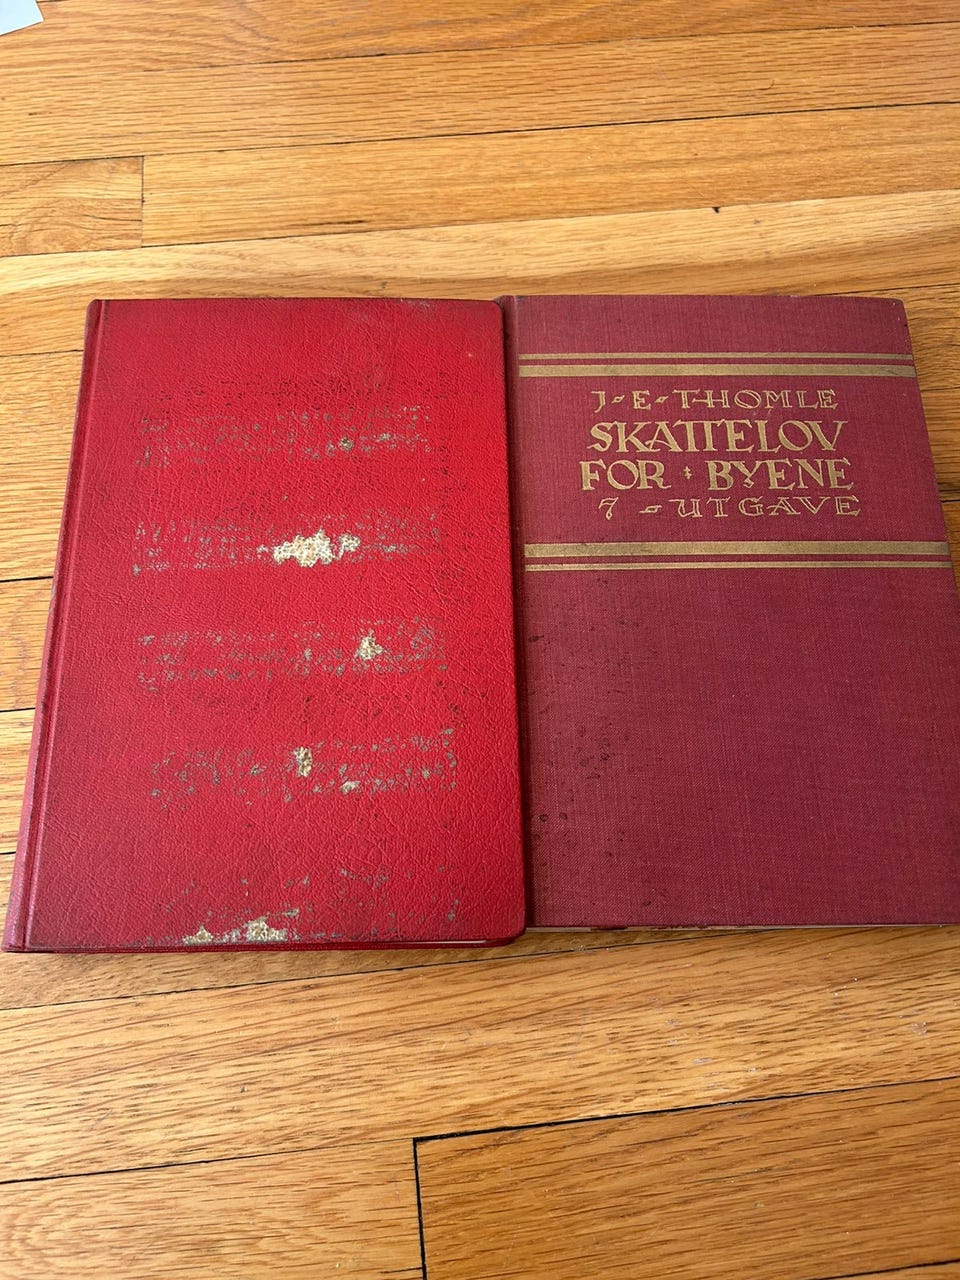 J-E-THOMLE
SKATTELOV
FOR BYENE
7-UTGAVE